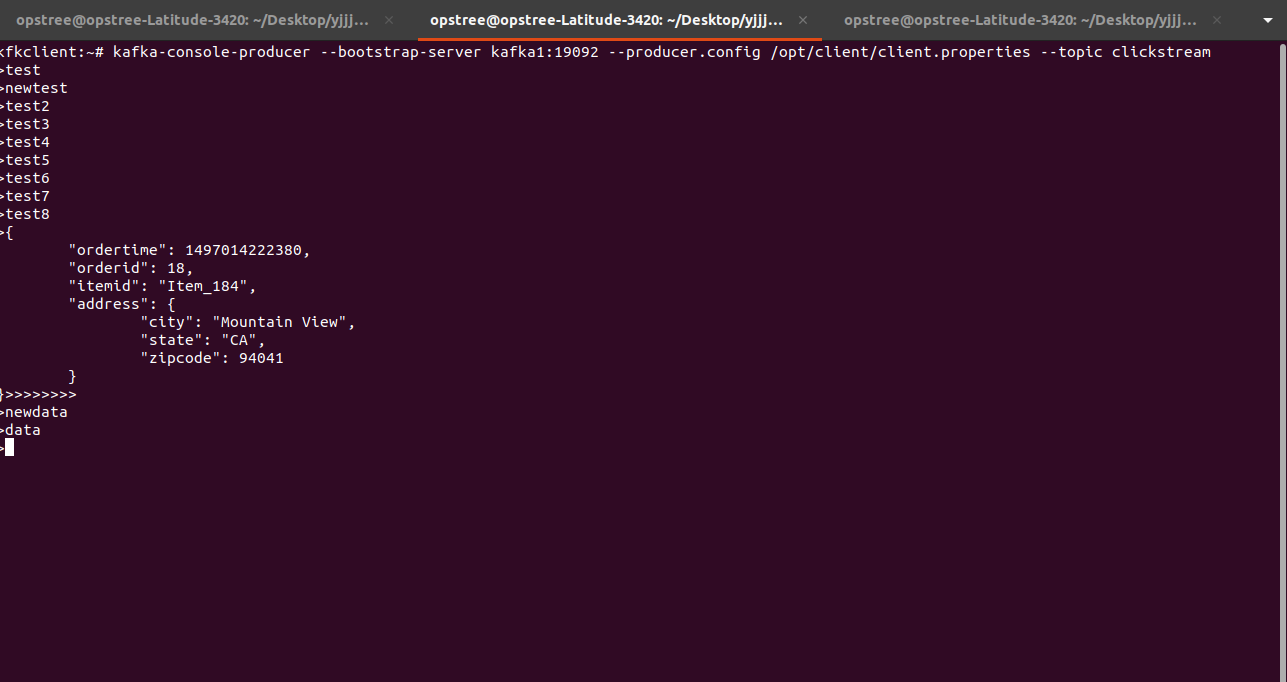 opstree@opstree-Latitude-3420: ~/Desktop/yjjj... × opstree@opstree-Latitude-3420: ~/Desktop/yjjj... × opstree@opstree-Latitude-3420: ~/Desktop/yjjj... ×
kfkclient:~# kafka-console-producer --bootstrap-server kafka1:19092 --producer.config /opt/client/client.properties --topic clickstream
>test
>newtest
>test2
>test3
>test4
>test5
>test6
>test7
>test8
>{
        "ordertime": 1497014222380,
        "orderid": 18,
        "itemid": "Item_184",
        "address": {
                "city": "Mountain View",
                "state": "CA",
                "zipcode": 94041
        }
}>>>>>>>>
>newdata
>data
>